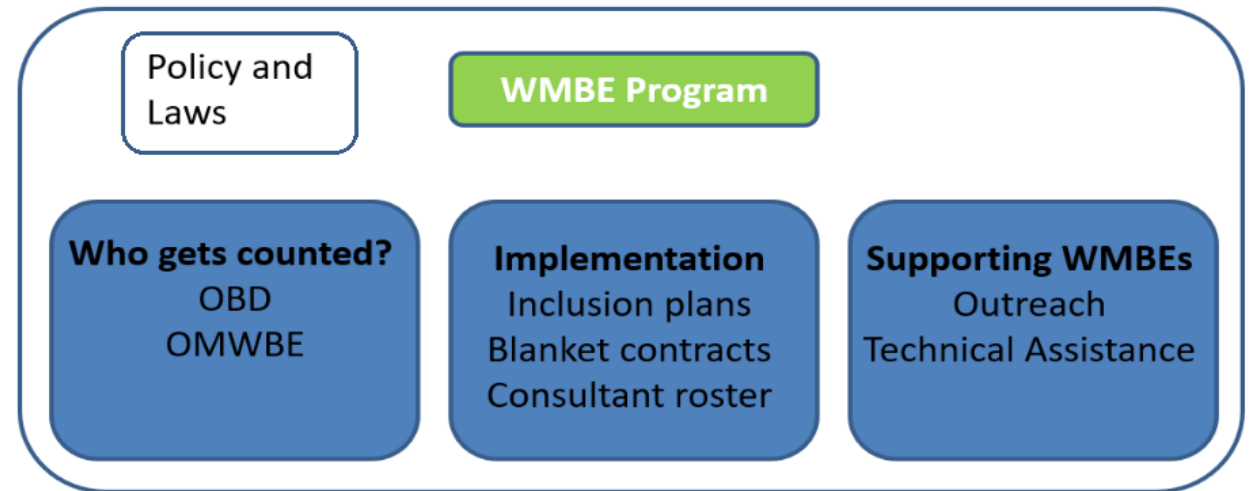 Policy and
Laws
WMBE Program
Who gets counted?
OBD
OMWBE
Implementation
Inclusion plans
Blanket contracts
Consultant roster
Supporting WMBEs
Outreach
Technical Assistance